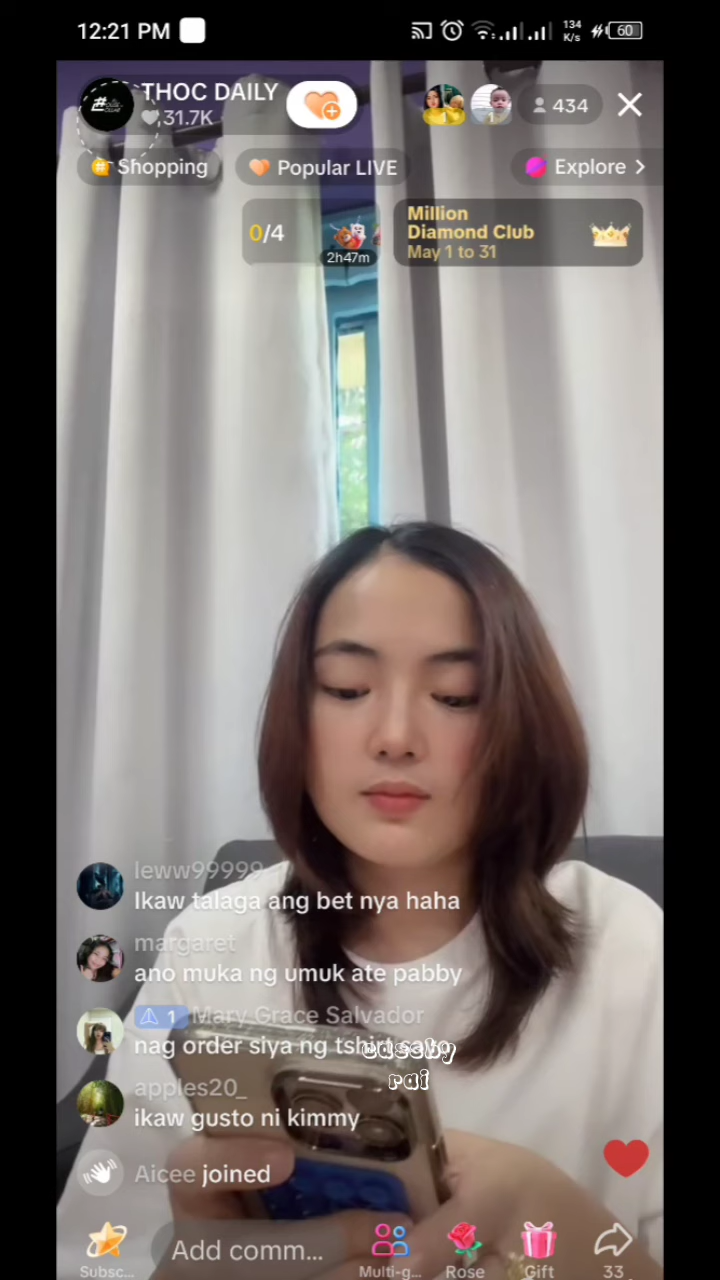 12:21 PM
134
K/s
60
THOC DAILY
31.7K
434
Shopping
Popular LIVE
Explore >
0/4
2h47m
Million
Diamond Club
May 1 to 31
leww99999
Ikaw talaga ang bet nya haha
margaret
ano muka ng umuk ate pabby
1 Mary Grace Salvador
nag order siya ng tshirt sayo
rai
apples20_
ikaw gusto ni kimmy
Aicee joined
Add comm...
Subsc...
Multi-g...
Rose
Gift
33